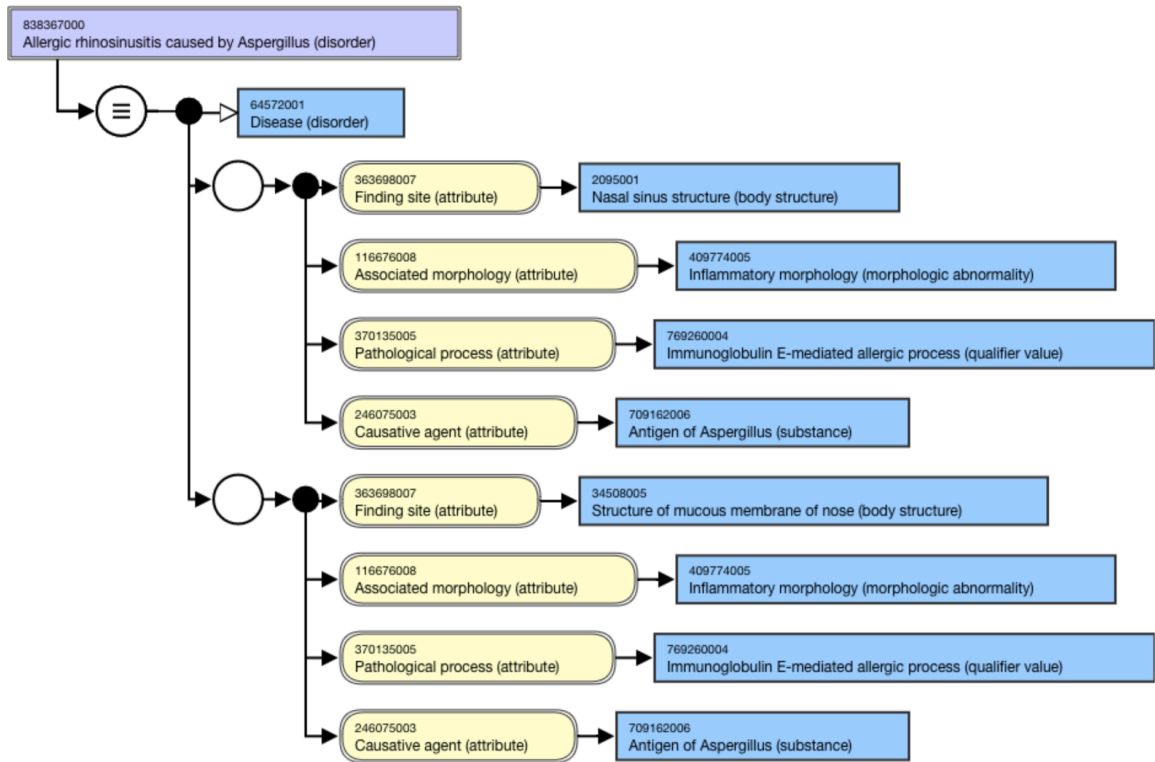 838367000
Allergic rhinosinusitis caused by Aspergillus (disorder)
64572001
Disease (disorder)
363698007
Finding site (attribute)
2095001
Nasal sinus structure (body structure)
116676008
Associated morphology (attribute)
409774005
Inflammatory morphology (morphologic abnormality)
370135005
Pathological process (attribute)
769260004
Immunoglobulin E-mediated allergic process (qualifier value)
246075003
Causative agent (attribute)
709162006
Antigen of Aspergillus (substance)
363698007
Finding site (attribute)
34508005
Structure of mucous membrane of nose (body structure)
116676008
Associated morphology (attribute)
409774005
Inflammatory morphology (morphologic abnormality)
370135005
Pathological process (attribute)
769260004
Immunoglobulin E-mediated allergic process (qualifier value)
246075003
Causative agent (attribute)
709162006
Antigen of Aspergillus (substance)